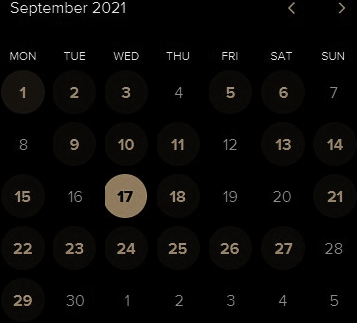 September 2021
MON TUE WED THU FRI SAT SUN
1 2 3 4 5 6 7
8 9 10 11 12 13 14
15 16 17 18 19 20 21
22 23 24 25 26 27 28
29 30 1 2 3 4 5